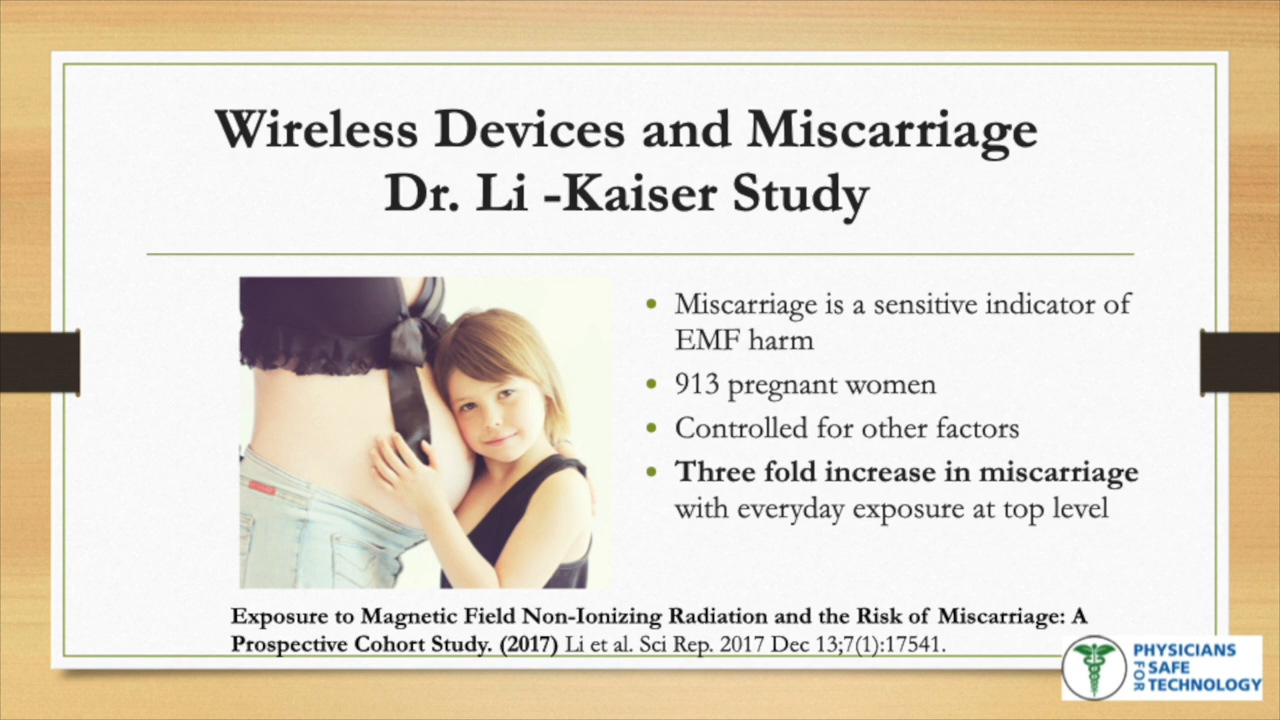 Wireless Devices and Miscarriage
Dr. Li -Kaiser Study
• Miscarriage is a sensitive indicator of
EMF harm
• 913 pregnant women
• Controlled for other factors
• Three fold increase in miscarriage
with everyday exposure at top level
Exposure to Magnetic Field Non-Ionizing Radiation and the Risk of Miscarriage: A
Prospective Cohort Study. (2017) Li et al. Sci Rep. 2017 Dec 13;7(1):17541.
PHYSICIANS
FOR SAFE
TECHNOLOGY